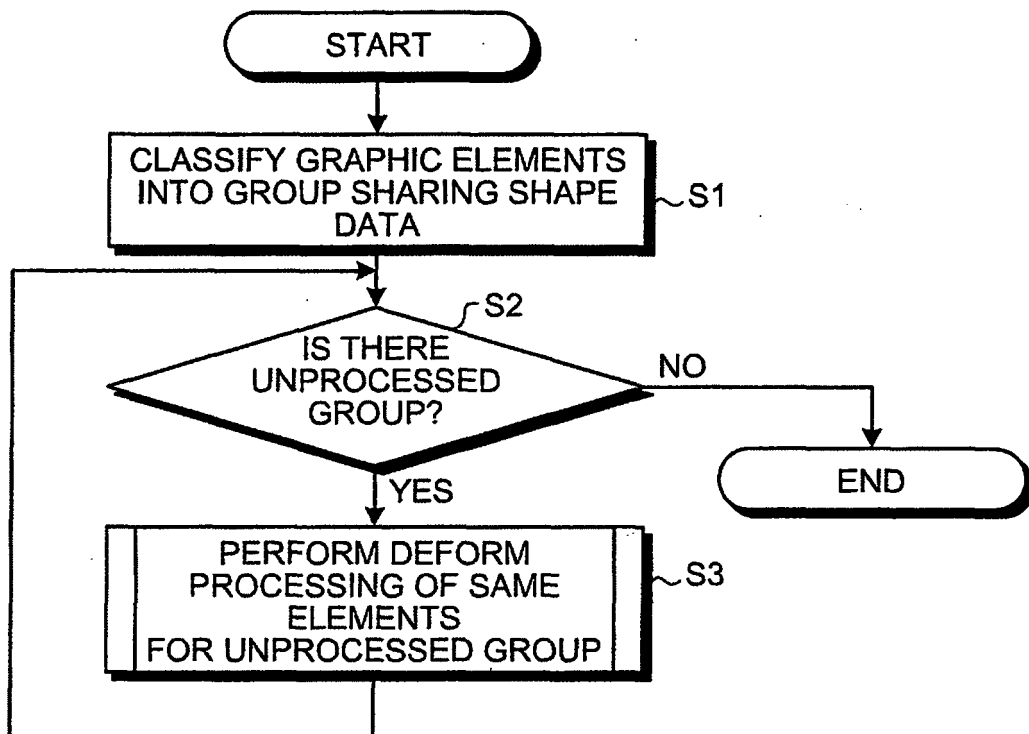 START
CLASSIFY GRAPHIC ELEMENTS
INTO GROUP SHARING SHAPE
DATA
S1
S2
IS THERE
UNPROCESSED
GROUP?
NO
YES
END
PERFORM DEFORM
PROCESSING OF SAME
ELEMENTS
FOR UNPROCESSED GROUP
S3